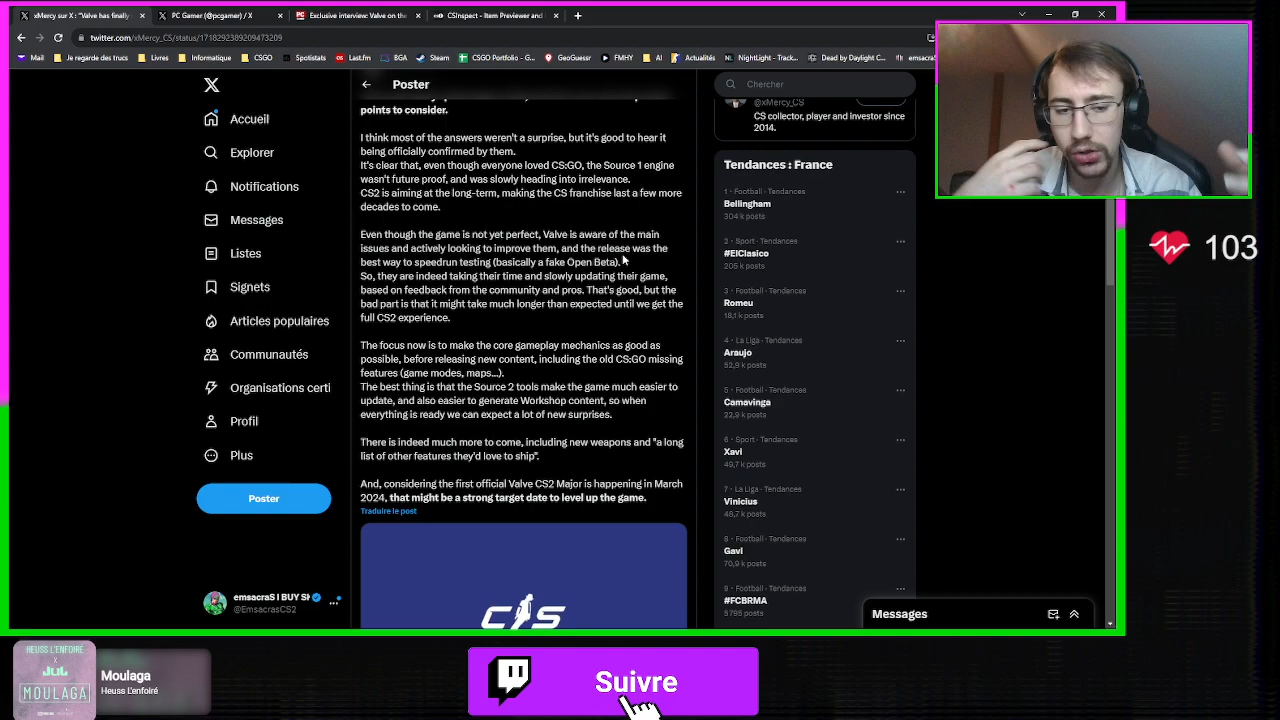 xMercy sur X : "Valve has finally
PC Gamer (@pcgamer) / X
Exclusive interview: Valve on the
CSInspect - Item Previewer and
twitter.com/xMercy_CS/status/1718292389209473209
Mail
Je regarde des trucs
Livres
Informatique
CSGO
Spotistats
Last.fm
BGA
Steam
CSGO Portfolio - G...
GeoGuessr
FMHY
AI
Actualités
NightLight - Track...
Dead by Daylight C...
Poster
Chercher
Accueil
Explorer
Notifications
Messages
Listes
Signets
Articles populaires
Communautés
Organisations certi
Profil
Plus
Poster
emsacraS I BUY SK
@EmsacrasCS2
points to consider.
I think most of the answers weren't a surprise, but it's good to hear it
being officially confirmed by them.
It's clear that, even though everyone loved CS:GO, the Source 1 engine
wasn't future proof, and was slowly heading into irrelevance.
CS2 is aiming at the long-term, making the CS franchise last a few more
decades to come.
Even though the game is not yet perfect, Valve is aware of the main
issues and actively looking to improve them, and the release was the
best way to speedrun testing (basically a fake Open Beta).
So, they are indeed taking their time and slowly updating their game,
based on feedback from the community and pros. That's good, but the
bad part is that it might take much longer than expected until we get the
full CS2 experience.
The focus now is to make the core gameplay mechanics as good as
possible, before releasing new content, including the old CS:GO missing
features (game modes, maps...).
The best thing is that the Source 2 tools make the game much easier to
update, and also easier to generate Workshop content, so when
everything is ready we can expect a lot of new surprises.
There is indeed much more to come, including new weapons and "a long
list of other features they'd love to ship".
And, considering the first official Valve CS2 Major is happening in March
2024, that might be a strong target date to level up the game.
Traduire le post
@xMercy_CS
CS collector, player and investor since
2014.
Tendances : France
1 · Football · Tendances
Bellingham
304 k posts
2 · Sport · Tendances
#ElClasico
205 k posts
3 · Football · Tendances
Romeu
18,1 k posts
4 · La Liga · Tendances
Araujo
52,9 k posts
5 · Football · Tendances
Camavinga
22,9 k posts
6 · Sport · Tendances
Xavi
49,7 k posts
7 · La Liga · Tendances
Vinicius
48,7 k posts
8 · Football · Tendances
Gavi
70,9 k posts
9 · Football · Tendances
#FCBRMA
5 795 posts
Messages
103
HEUSS L'ENFOIRÉ
X
JUL
MOULAGA
Moulaga
Heuss L'enfoiré
Suivre